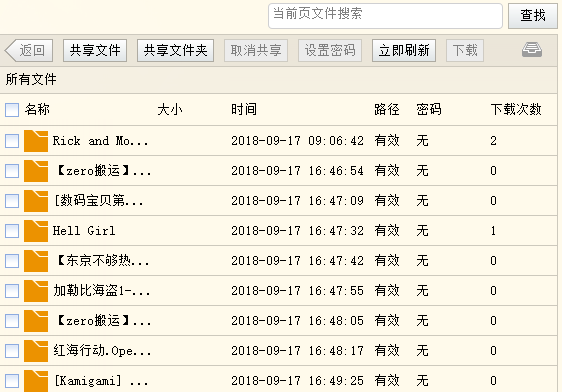 当前页文件搜索 查找
返回 共享文件 共享文件夹 取消共享 设置密码 立即刷新 下载
所有文件
名称 大小 时间 路径 密码 下载次数
Rick and Mo... 2018-09-17 09:06:42 有效 无 2
【zero搬运】... 2018-09-17 16:46:54 有效 无 0
[数码宝贝第... 2018-09-17 16:47:09 有效 无 0
Hell Girl 2018-09-17 16:47:32 有效 无 1
【东京不够热... 2018-09-17 16:47:42 有效 无 0
加勒比海盗1-... 2018-09-17 16:47:55 有效 无 0
【zero搬运】... 2018-09-17 16:48:05 有效 无 0
红海行动.Ope... 2018-09-17 16:48:17 有效 无 0
[Kamigami] ... 2018-09-17 16:49:25 有效 无 0